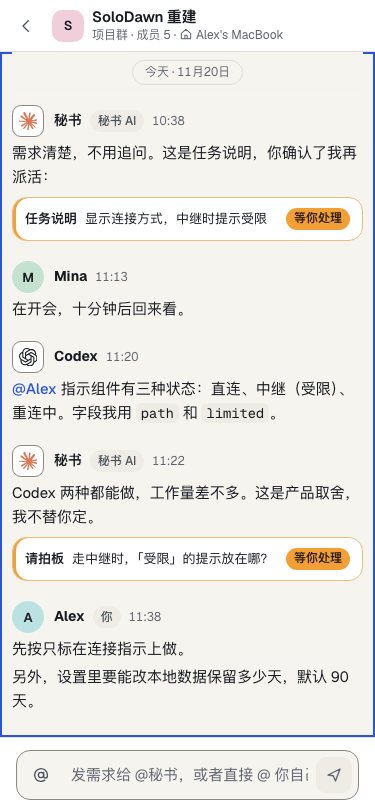 S
SoloDawn 重建
项目群 · 成员 5 · Alex's MacBook
今天 · 11月20日
秘书 秘书 AI 10:38
需求清楚，不用追问。这是任务说明，你确认了我再
派活：
任务说明 显示连接方式，中继时提示受限 等你处理
M
Mina 11:13
在开会，十分钟后回来看。
Codex 11:20
@Alex 指示组件有三种状态：直连、中继（受限）、
重连中。字段我用 path 和 limited。
秘书 秘书 AI 11:22
Codex 两种都能做，工作量差不多。这是产品取舍，
我不替你定。
请拍板 走中继时，「受限」的提示放在哪？ 等你处理
A
Alex 你 11:38
先按只标在连接指示上做。
另外，设置里要能改本地数据保留多少天，默认 90
天。
@ 发需求给 @秘书，或者直接 @ 你自